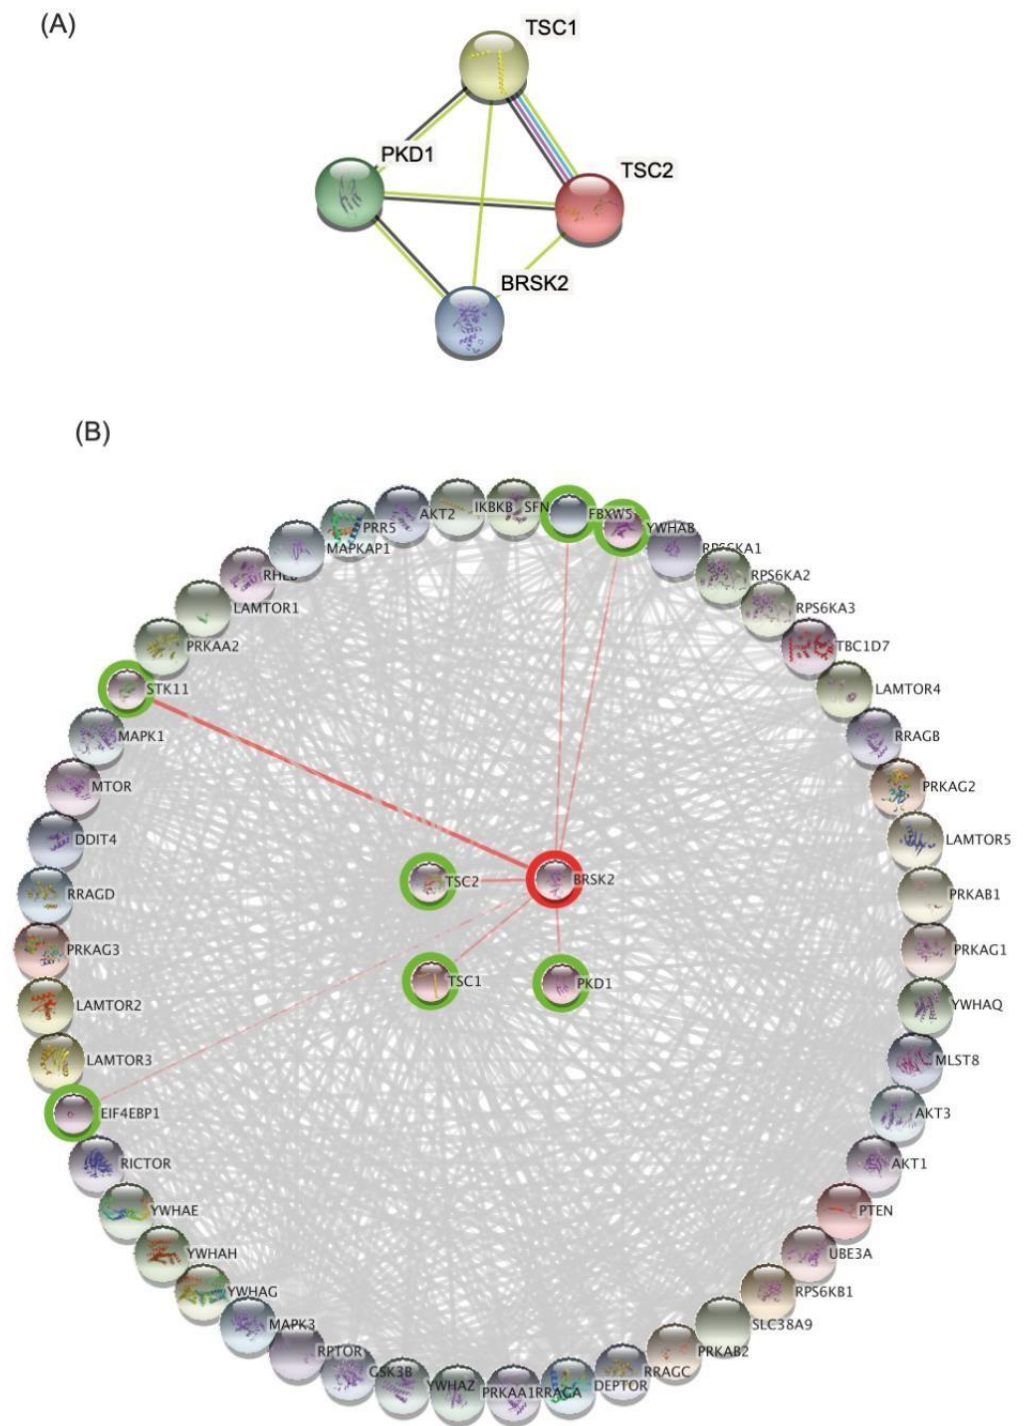 (A)
TSC1
PKD1
TSC2
BRSK2
(B)
IKBKB
SFN
FBXW5
AKT2
YWHAB
PRR5
MAPKAP1
RPS6KA1
RHEB
RPS6KA2
LAMTOR1
RPS6KA3
PRKAA2
TBC1D7
STK11
LAMTOR4
MAPK1
RRAGB
MTOR
PRKAG2
DDIT4
LAMTOR5
TSC2
BRSK2
RRAGD
PRKAB1
PRKAG3
PRKAG1
TSC1
PKD1
LAMTOR2
YWHAQ
LAMTOR3
MLST8
EIF4EBP1
AKT3
RICTOR
AKT1
YWHAE
PTEN
YWHAH
UBE3A
YWHAG
RPS6KB1
MAPK3
SLC38A9
RPTOR
PRKAB2
GSK3B
RRAGC
YWHAZ
PRKAA1
RRAGA
DEPTOR